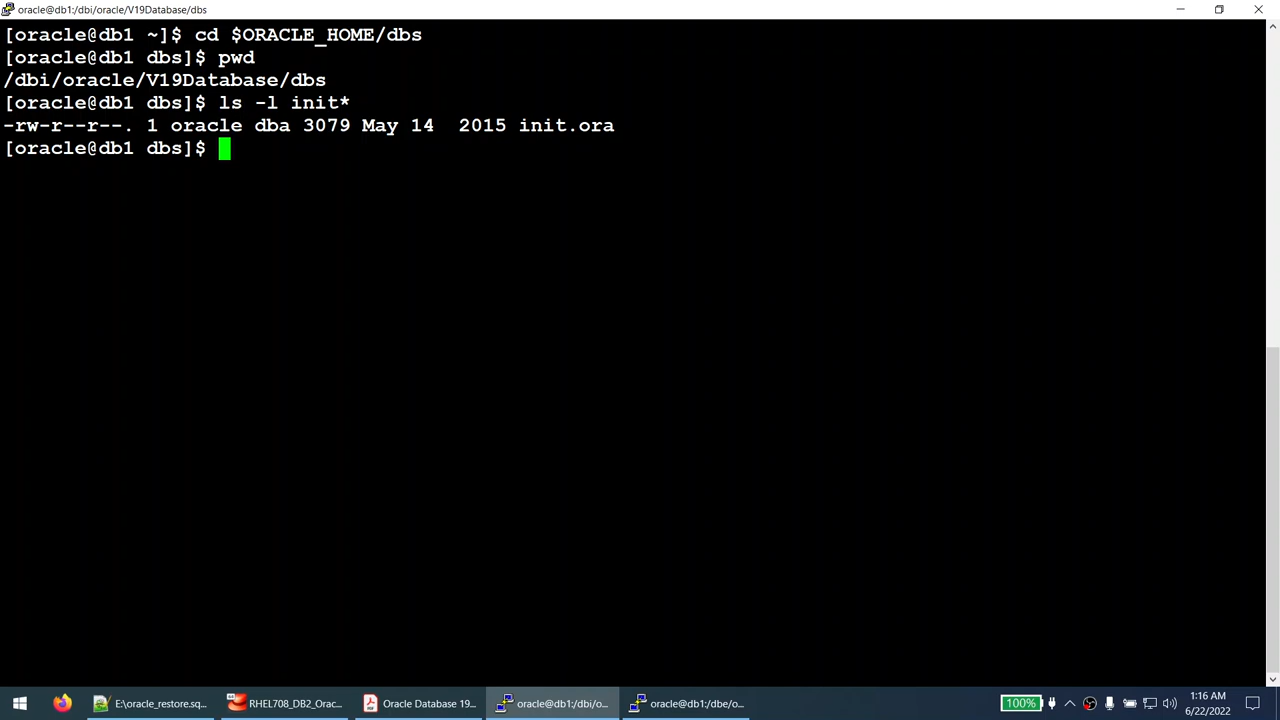 oracle@db1:/dbi/oracle/V19Database/dbs
[oracle@db1 ~]$ cd $ORACLE_HOME/dbs
[oracle@db1 dbs]$ pwd
/dbi/oracle/V19Database/dbs
[oracle@db1 dbs]$ ls -l init*
-rw-r--r--. 1 oracle dba 3079 May 14  2015 init.ora
[oracle@db1 dbs]$
E:\oracle_restore.sq...
RHEL708_DB2_Orac...
Oracle Database 19...
oracle@db1:/dbi/o...
oracle@db1:/dbe/o...
100%
1:16 AM
6/22/2022